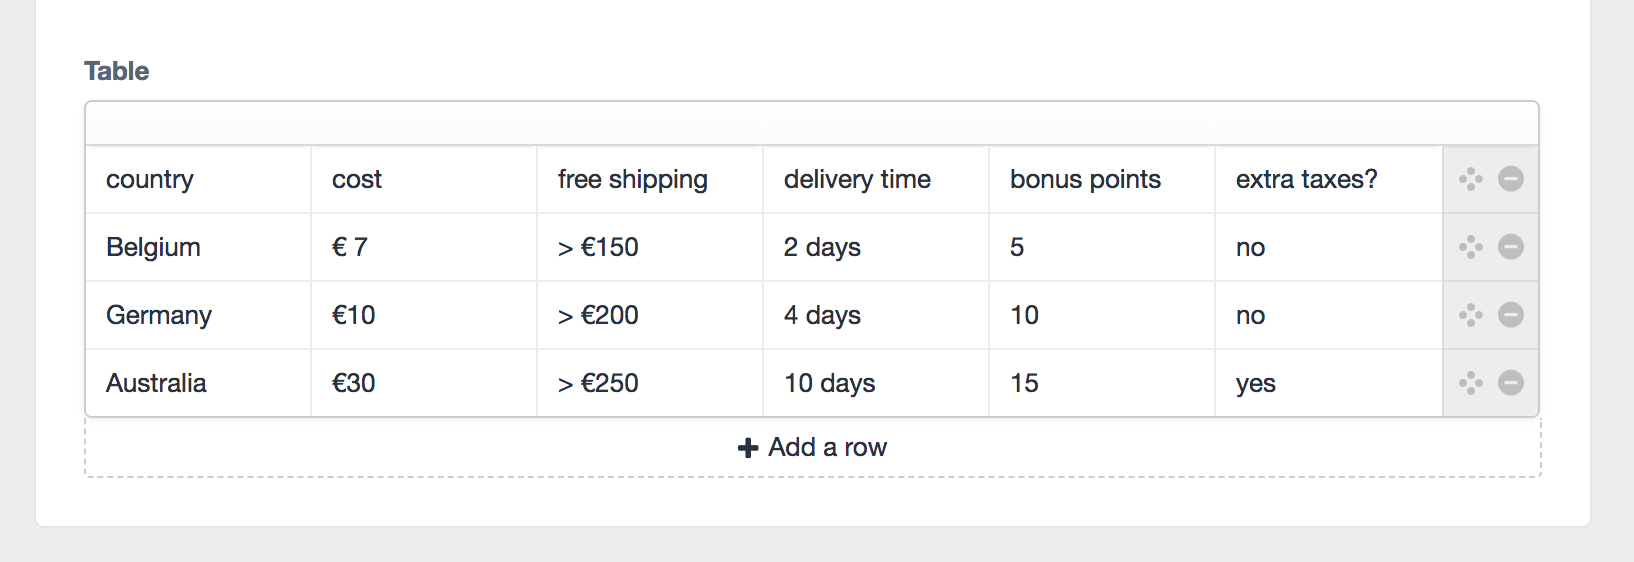 Table
country cost free shipping delivery time bonus points extra taxes?
Belgium € 7 > €150 2 days 5 no
Germany €10 > €200 4 days 10 no
Australia €30 > €250 10 days 15 yes
Add a row